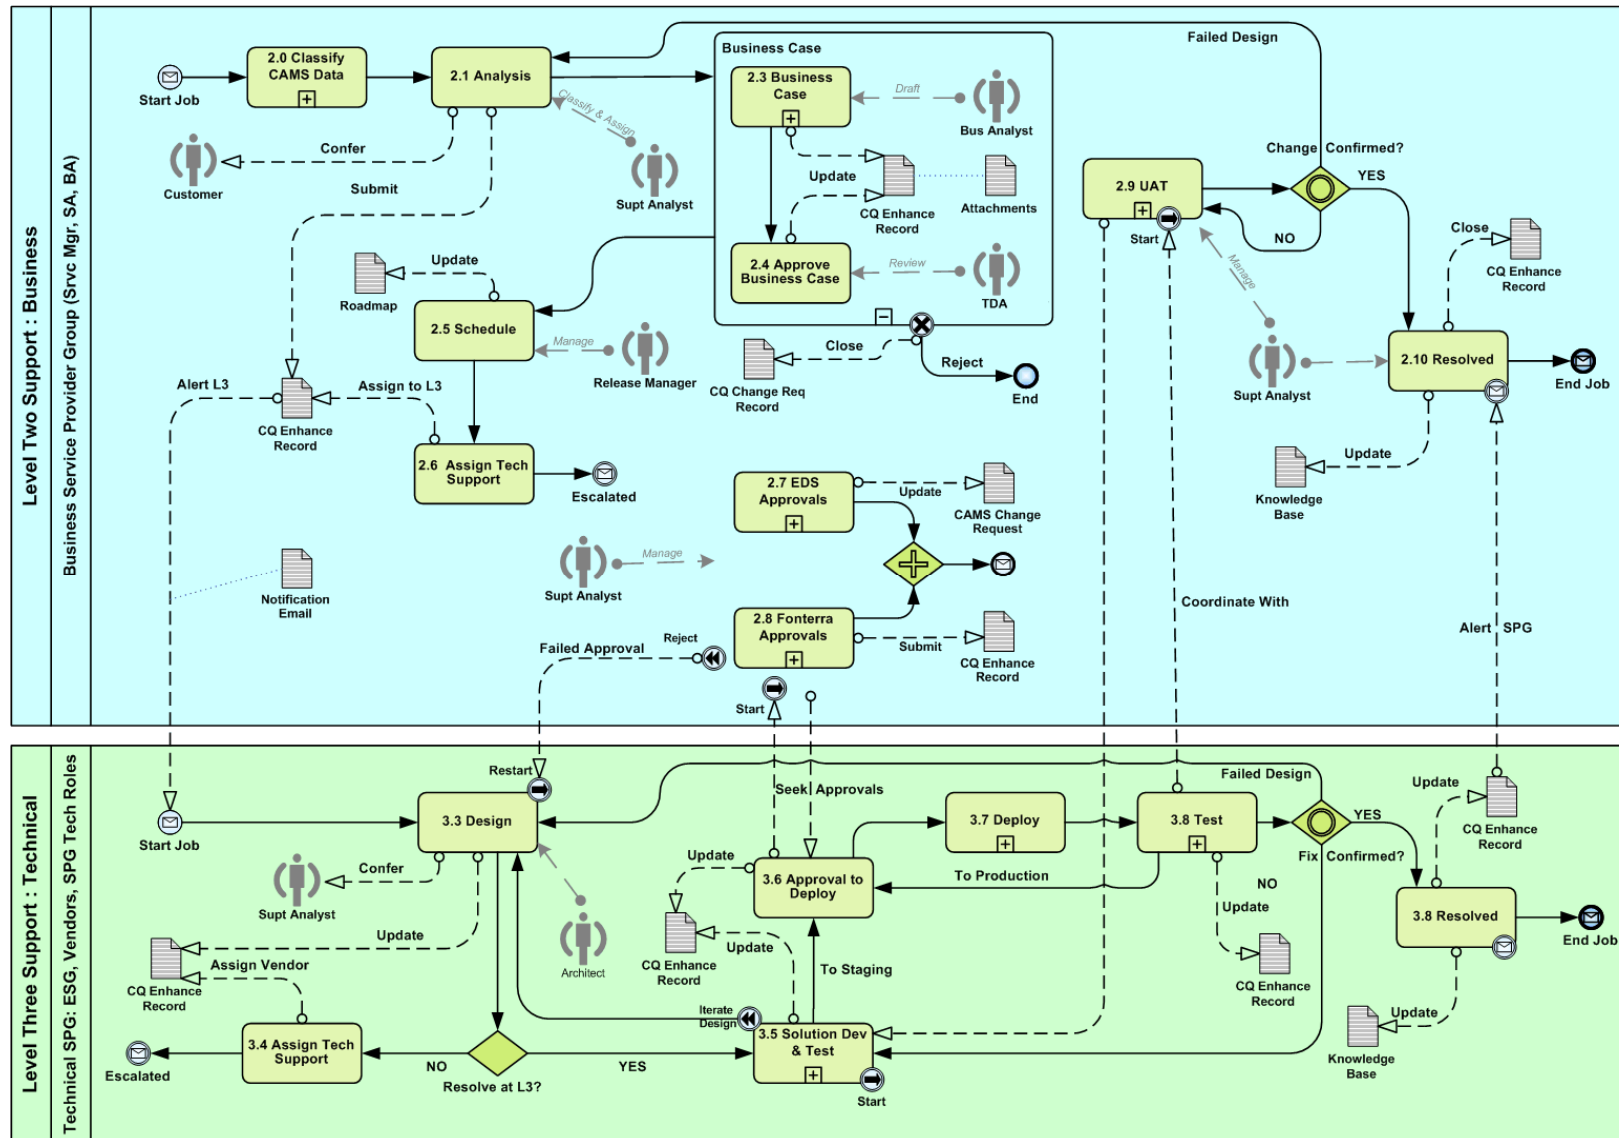 Level Two Support : Business
Business Service Provider Group (Srvc Mgr, SA, BA)
Start Job
2.0 Classify
CAMS Data
2.1 Analysis
Classify & Assign
Confer
Customer
Submit
Supt Analyst
Business Case
2.3 Business
Case
Draft
Bus Analyst
Update
CQ Enhance
Record
Attachments
2.4 Approve
Business Case
Review
TDA
Close
CQ Change Req
Record
Reject
End
Failed Design
Change Confirmed?
2.9 UAT
YES
NO
Start
Manage
Close
CQ Enhance
Record
Supt Analyst
2.10 Resolved
End Job
Update
Knowledge
Base
Update
Roadmap
2.5 Schedule
Manage
Release Manager
Alert L3
Assign to L3
CQ Enhance
Record
2.6 Assign Tech
Support
Escalated
Notification
Email
2.7 EDS
Approvals
Update
CAMS Change
Request
Supt Analyst
Manage
2.8 Fonterra
Approvals
Submit
CQ Enhance
Record
Reject
Failed Approval
Start
Coordinate With
Alert SPG
Level Three Support : Technical
Technical SPG: ESG, Vendors, SPG Tech Roles
Start Job
Restart
3.3 Design
Confer
Supt Analyst
Update
Assign Vendor
CQ Enhance
Record
Architect
3.4 Assign Tech
Support
Escalated
NO
Resolve at L3?
YES
Seek Approvals
Update
3.6 Approval to
Deploy
CQ Enhance
Record
Update
To Staging
Iterate
Design
3.5 Solution Dev
& Test
Start
3.7 Deploy
3.8 Test
To Production
Failed Design
Fix Confirmed?
YES
NO
Update
CQ Enhance
Record
Update
CQ Enhance
Record
3.8 Resolved
End Job
Update
Knowledge
Base